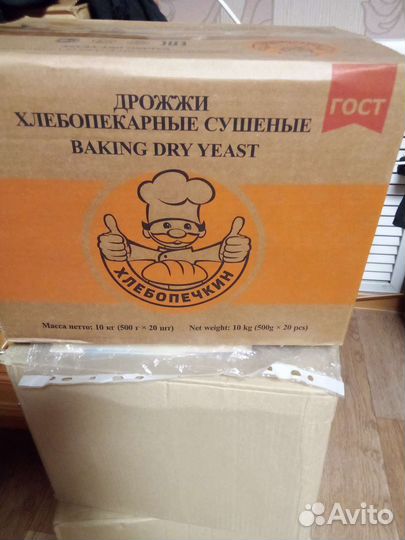 ДРОЖЖИ
ХЛЕБОПЕКАРНЫЕ СУШЕНЫЕ
BAKING DRY YEAST
ГОСТ
ХЛЕБОПЕЧКИН
Масса нетто: 10 кг (500 г × 20 шт) Net weight: 10 kg (500g × 20 pcs)
Avito